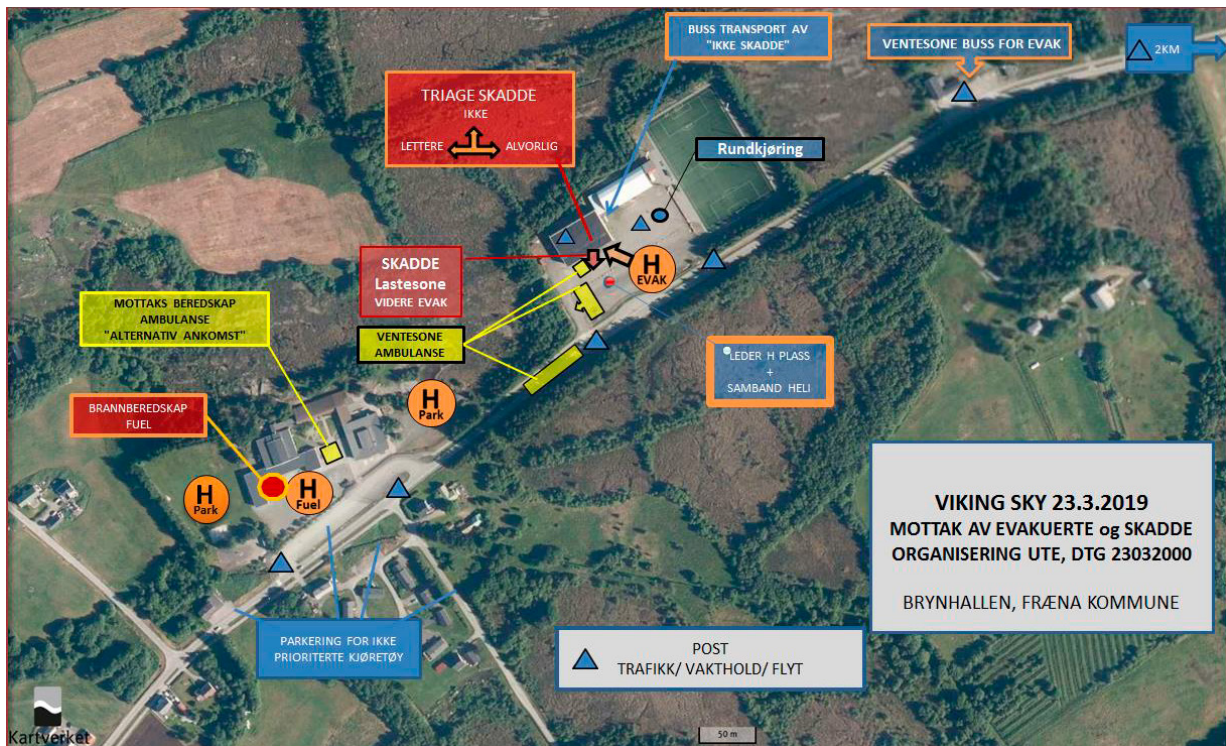 BUSS TRANSPORT AV
"IKKE SKADDE"
VENTESONE BUSS FOR EVAK
2KM
TRIAGE SKADDE
IKKE
LETTERE ALVORLIG
Rundkjøring
SKADDE
Lastesone
VIDERE EVAK
H
EVAK
MOTTAKS BEREDSKAP
AMBULANSE
"ALTERNATIV ANKOMST"
VENTESONE
AMBULANSE
LEDER H PLASS
+
SAMBAND HELI
H
Park
BRANNBEREDSKAP
FUEL
H
Park
H
Fuel
VIKING SKY 23.3.2019
MOTTAK AV EVAKUERTE og SKADDE
ORGANISERING UTE, DTG 23032000
BRYNHALLEN, FRÆNA KOMMUNE
PARKERING FOR IKKE
PRIORITERTE KJØRETØY
POST
TRAFIKK/ VAKTHOLD/ FLYT
Kartverket
50 m